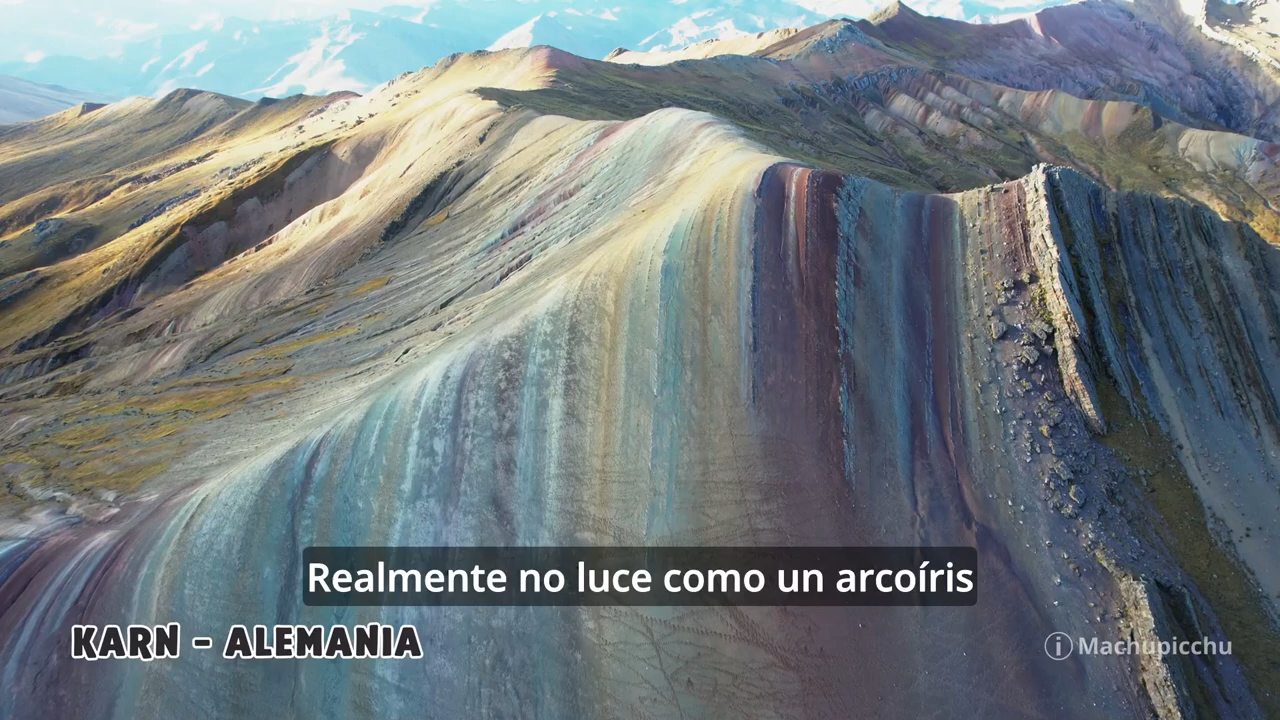 Realmente no luce como un arcoíris
KARN - ALEMANIA
i Machupicchu